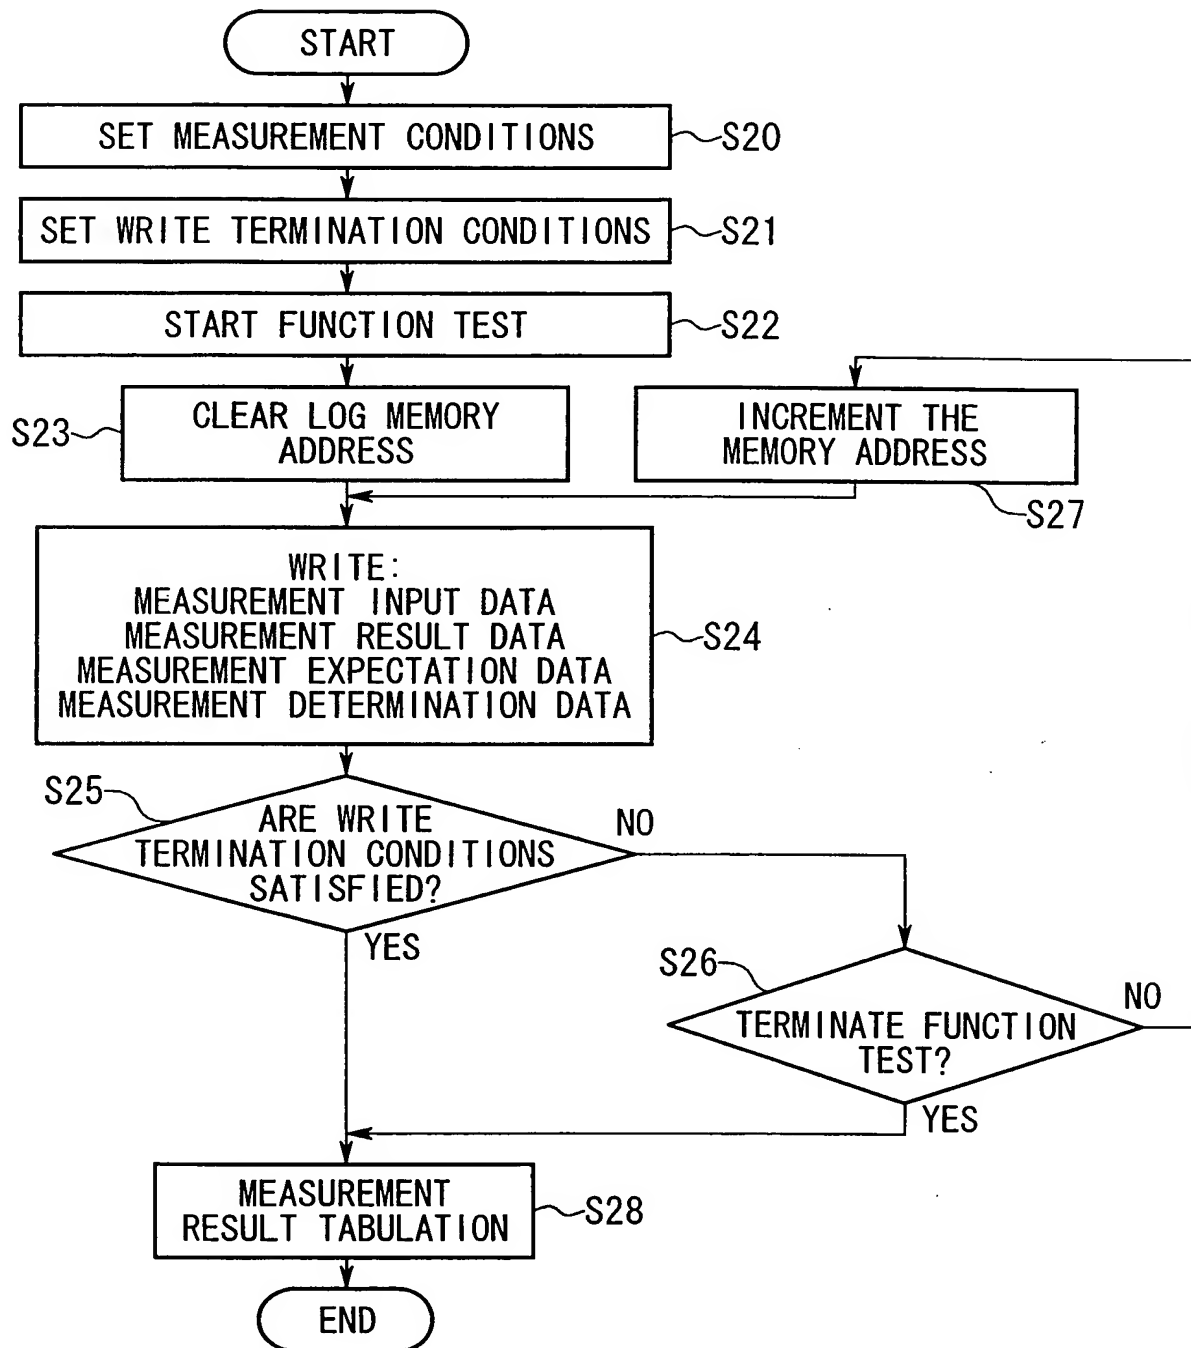 START
SET MEASUREMENT CONDITIONS
S20
SET WRITE TERMINATION CONDITIONS
S21
START FUNCTION TEST
S22
CLEAR LOG MEMORY
ADDRESS
S23
INCREMENT THE
MEMORY ADDRESS
S27
WRITE:
MEASUREMENT INPUT DATA
MEASUREMENT RESULT DATA
MEASUREMENT EXPECTATION DATA
MEASUREMENT DETERMINATION DATA
S24
S25
ARE WRITE
TERMINATION CONDITIONS
SATISFIED?
NO
YES
S26
TERMINATE FUNCTION
TEST?
NO
YES
MEASUREMENT
RESULT TABULATION
S28
END